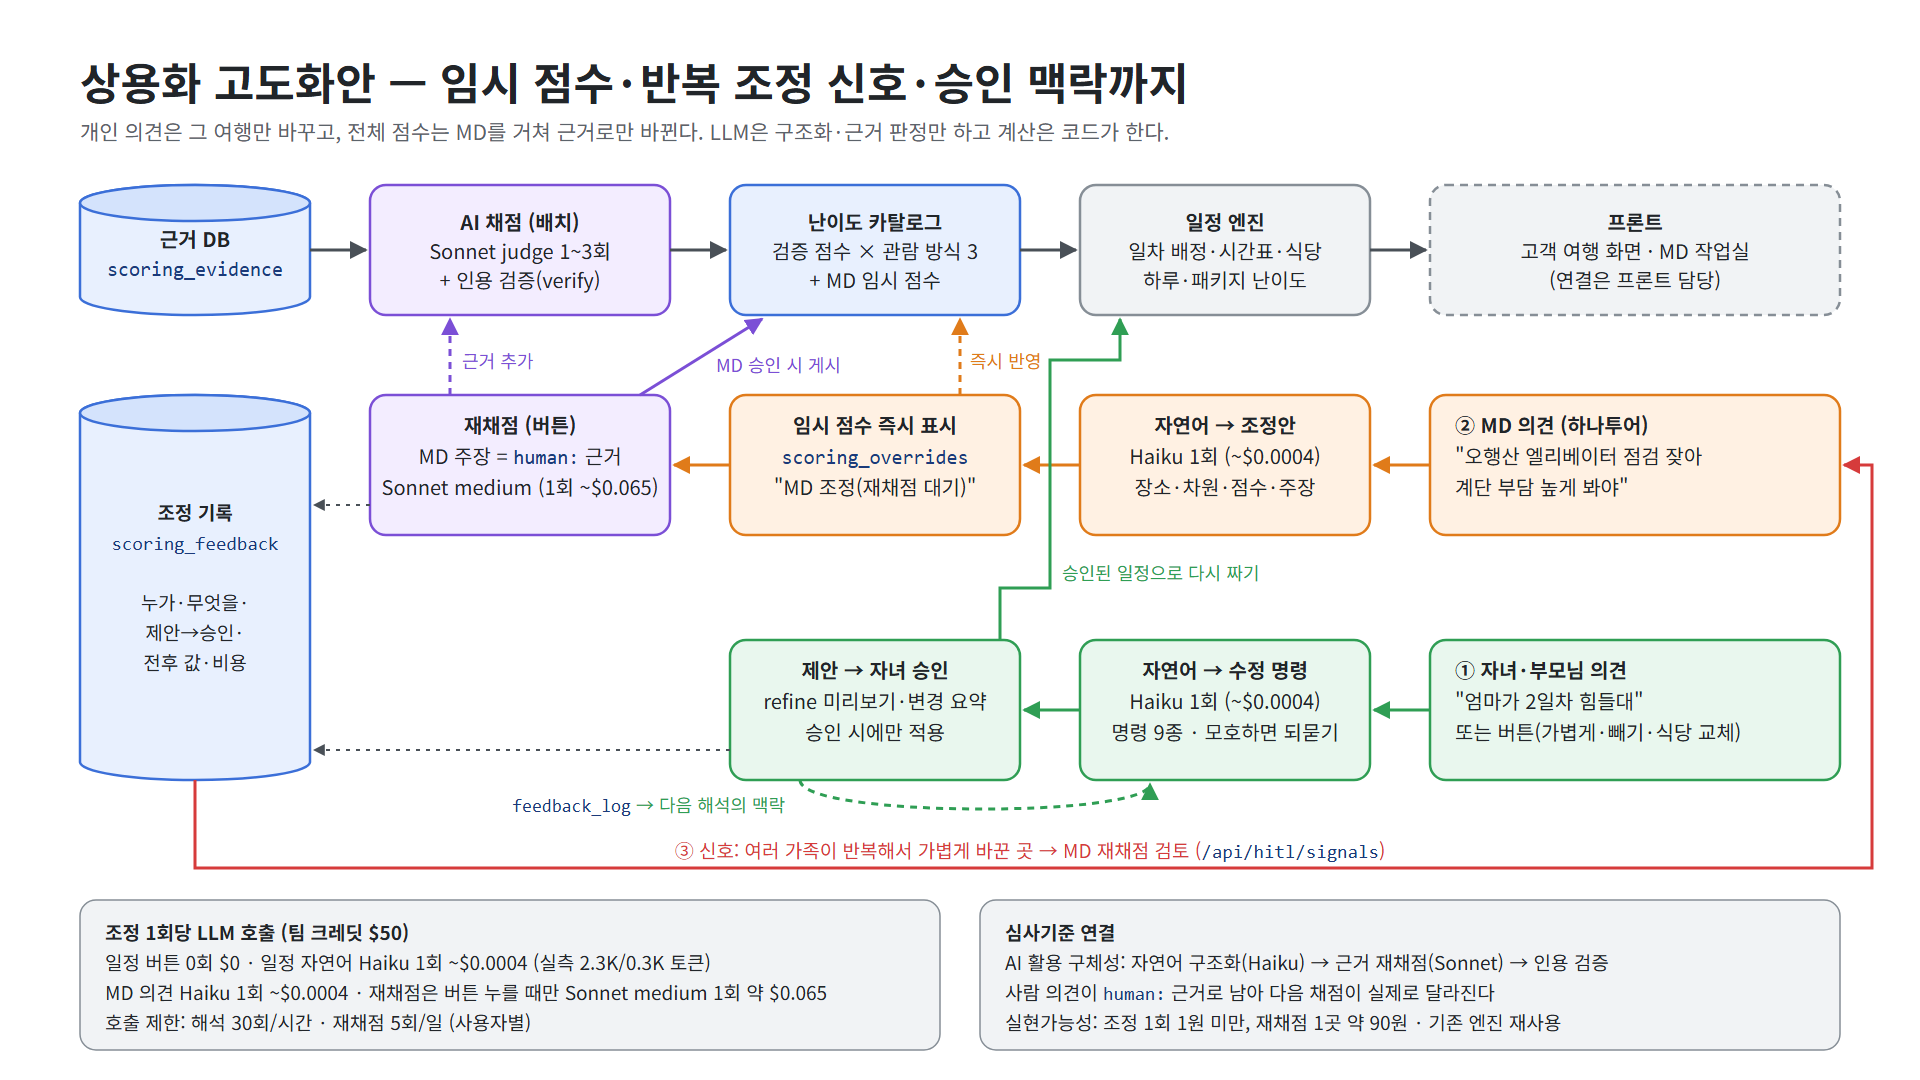 상용화 고도화안 — 임시 점수·반복 조정 신호·승인 맥락까지
개인 의견은 그 여행만 바꾸고, 전체 점수는 MD를 거쳐 근거로만 바뀐다. LLM은 구조화·근거 판정만 하고 계산은 코드가 한다.
근거 DB
scoring_evidence
AI 채점 (배치)
Sonnet judge 1~3회
+ 인용 검증(verify)
난이도 카탈로그
검증 점수 × 관람 방식 3
+ MD 임시 점수
일정 엔진
일차 배정·시간표·식당
하루·패키지 난이도
프론트
고객 여행 화면 · MD 작업실
(연결은 프론트 담당)
근거 추가
MD 승인 시 게시
즉시 반영
조정 기록
scoring_feedback
누가·무엇을·
제안→승인·
전후 값·비용
재채점 (버튼)
MD 주장 = human: 근거
Sonnet medium (1회 ~$0.065)
임시 점수 즉시 표시
scoring_overrides
"MD 조정(재채점 대기)"
자연어 → 조정안
Haiku 1회 (~$0.0004)
장소·차원·점수·주장
② MD 의견 (하나투어)
"오행산 엘리베이터 점검 잦아
계단 부담 높게 봐야"
승인된 일정으로 다시 짜기
제안 → 자녀 승인
refine 미리보기·변경 요약
승인 시에만 적용
자연어 → 수정 명령
Haiku 1회 (~$0.0004)
명령 9종 · 모호하면 되묻기
① 자녀·부모님 의견
"엄마가 2일차 힘들대"
또는 버튼(가볍게·빼기·식당 교체)
feedback_log → 다음 해석의 맥락
③ 신호: 여러 가족이 반복해서 가볍게 바꾼 곳 → MD 재채점 검토 (/api/hitl/signals)
조정 1회당 LLM 호출 (팀 크레딧 $50)
일정 버튼 0회 $0 · 일정 자연어 Haiku 1회 ~$0.0004 (실측 2.3K/0.3K 토큰)
MD 의견 Haiku 1회 ~$0.0004 · 재채점은 버튼 누를 때만 Sonnet medium 1회 약 $0.065
호출 제한: 해석 30회/시간 · 재채점 5회/일 (사용자별)
심사기준 연결
AI 활용 구체성: 자연어 구조화(Haiku) → 근거 재채점(Sonnet) → 인용 검증
사람 의견이 human: 근거로 남아 다음 채점이 실제로 달라진다
실현가능성: 조정 1회 1원 미만, 재채점 1곳 약 90원 · 기존 엔진 재사용